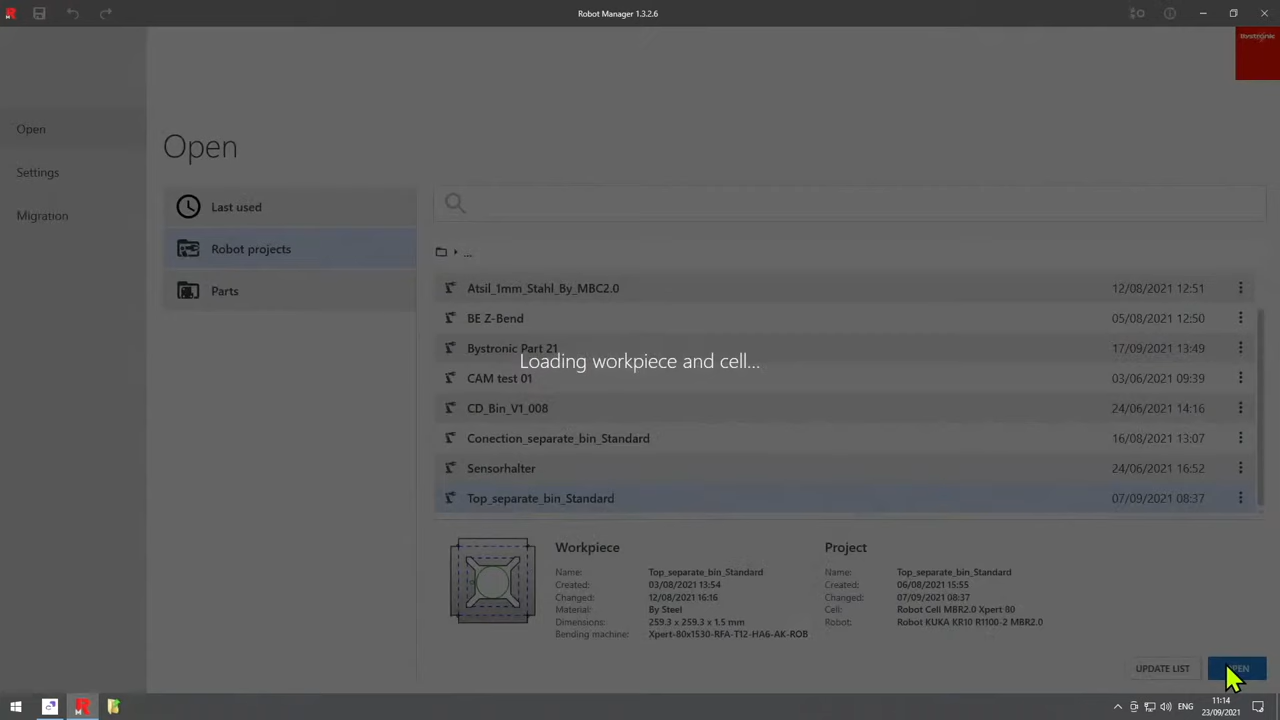 Robot Manager 1.3.2.6
Bystronic
Open
Settings
Migration
Open
Last used
Robot projects
Parts
...
Atsil_1mm_Stahl_By_MBC2.0 12/08/2021 12:51
BE Z-Bend 05/08/2021 12:50
Bystronic Part 21 17/09/2021 13:49
Loading workpiece and cell...
CAM test 01 03/06/2021 09:39
CD_Bin_V1_008 24/06/2021 14:16
Conection_separate_bin_Standard 16/08/2021 13:07
Sensorhalter 24/06/2021 16:52
Top_separate_bin_Standard 07/09/2021 08:37
Workpiece
Name: Top_separate_bin_Standard
Created: 03/08/2021 13:54
Changed: 12/08/2021 16:16
Material: By Steel
Dimensions: 259.3 x 259.3 x 1.5 mm
Bending machine: Xpert-80x1530-RFA-T12-HA6-AK-ROB
Project
Name: Top_separate_bin_Standard
Created: 06/08/2021 15:55
Changed: 07/09/2021 08:37
Cell: Robot Cell MBR2.0 Xpert 80
Robot: Robot KUKA KR10 R1100-2 MBR2.0
UPDATE LIST
OPEN
ENG
11:14
23/09/2021